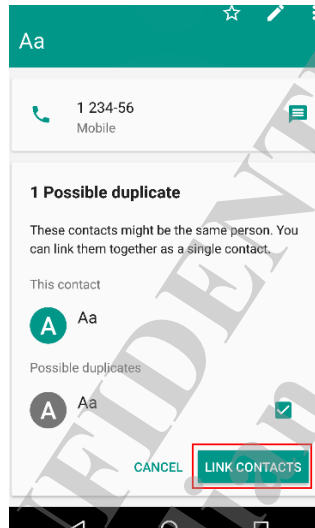 Aa
1 234-56
Mobile
1 Possible duplicate
These contacts might be the same person. You
can link them together as a single contact.
This contact
A Aa
Possible duplicates
A Aa
CANCEL LINK CONTACTS